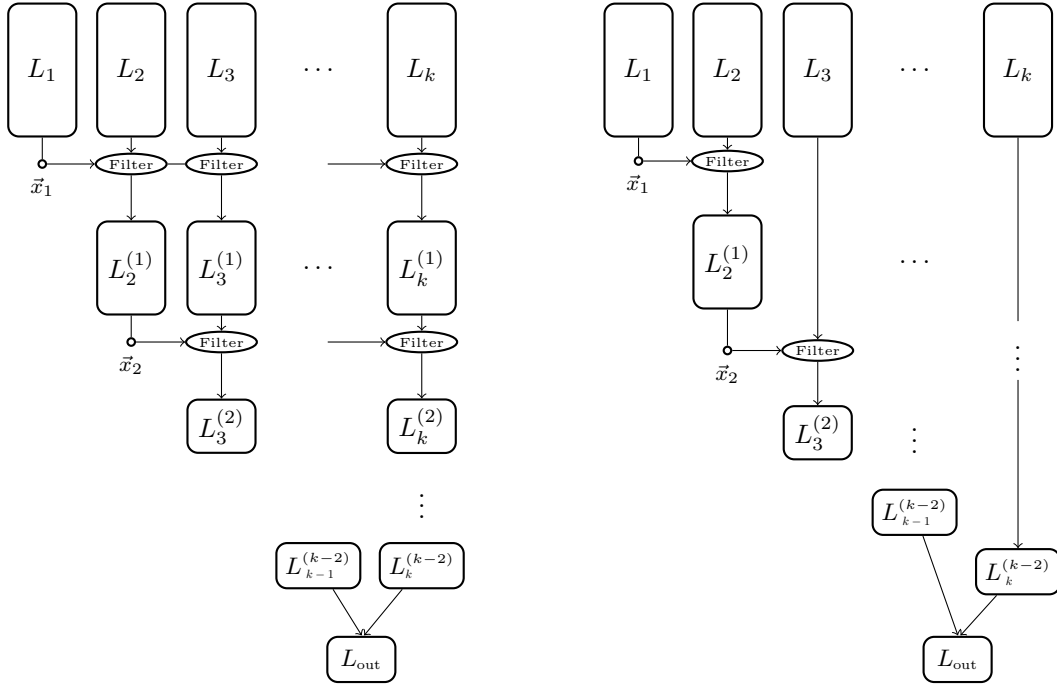 L₁ L₂ L₃ ⋯ Lₖ
Filter Filter Filter
x⃗₁
L₂⁽¹⁾ L₃⁽¹⁾ ⋯ Lₖ⁽¹⁾
Filter Filter
x⃗₂
L₃⁽²⁾ Lₖ⁽²⁾
⋮
Lₖ₋₁⁽ᵏ⁻²⁾ Lₖ⁽ᵏ⁻²⁾
L_out
L₁ L₂ L₃ ⋯ Lₖ
Filter
x⃗₁
L₂⁽¹⁾ ⋯
Filter
x⃗₂
⋮
L₃⁽²⁾ ⋮
Lₖ₋₁⁽ᵏ⁻²⁾
Lₖ⁽ᵏ⁻²⁾
L_out